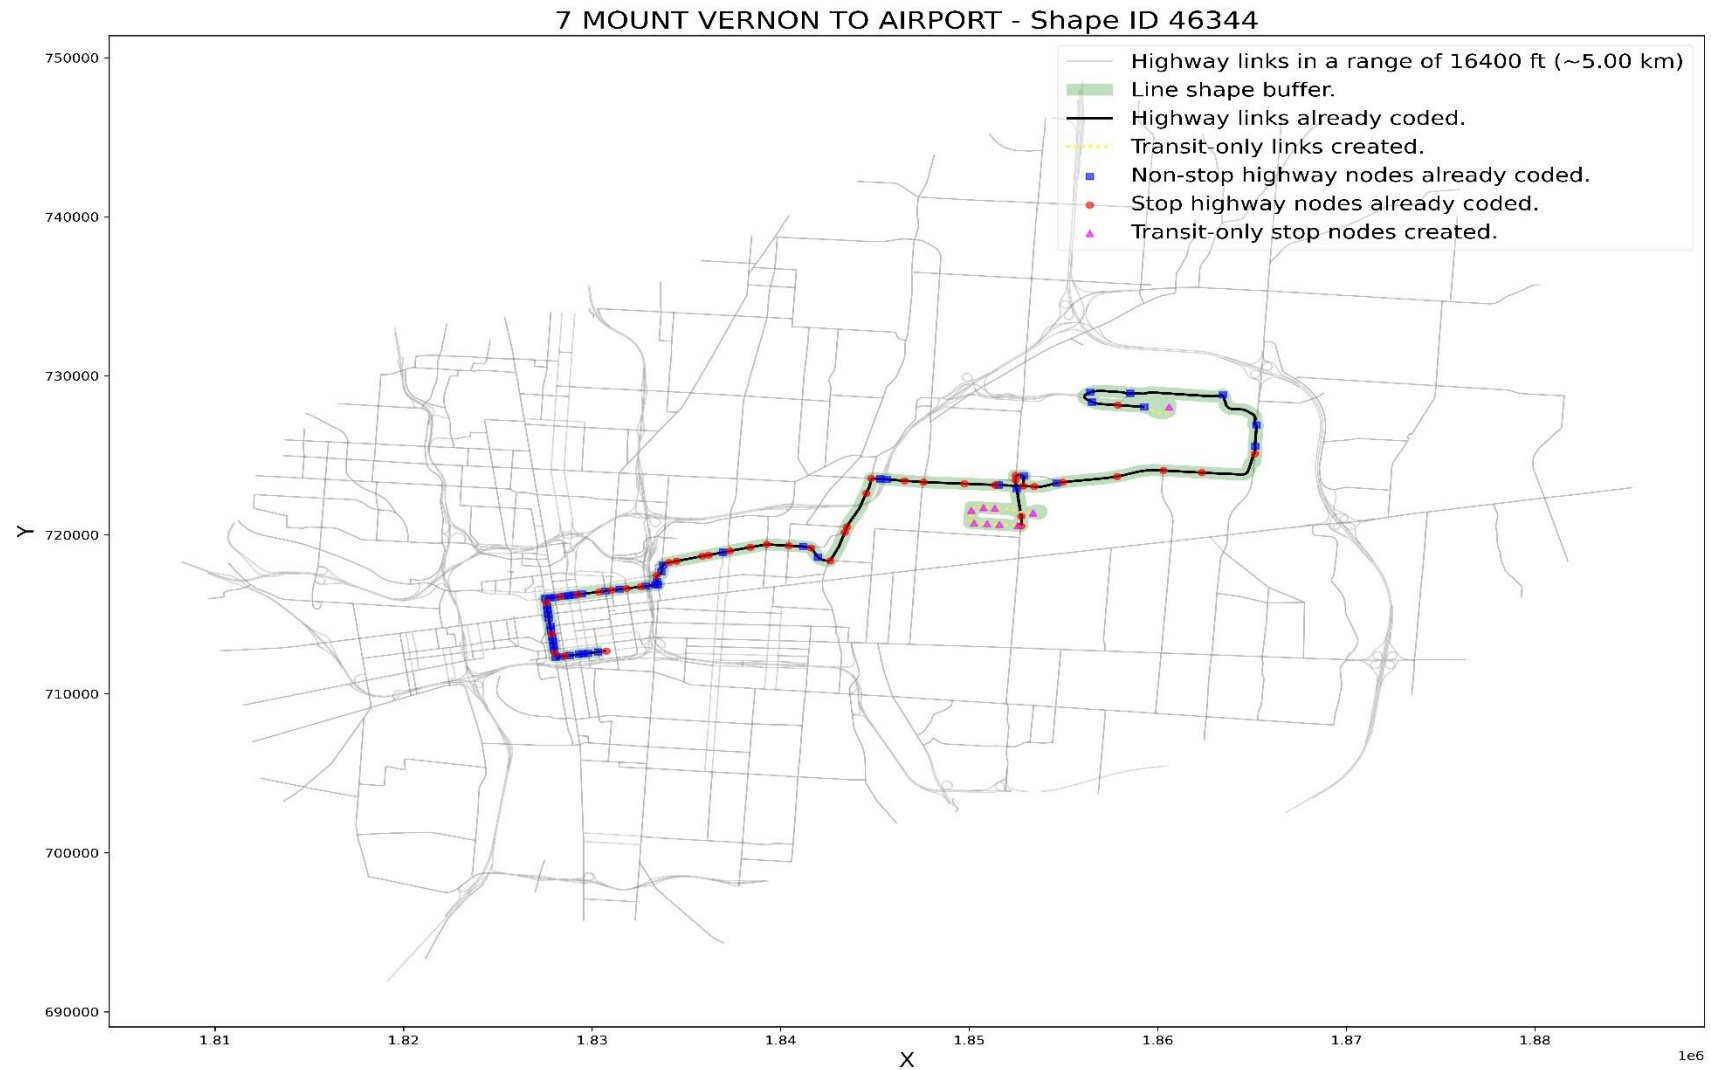 7 MOUNT VERNON TO AIRPORT - Shape ID 46344
Highway links in a range of 16400 ft (~5.00 km)
Line shape buffer.
Highway links already coded.
Transit-only links created.
Non-stop highway nodes already coded.
Stop highway nodes already coded.
Transit-only stop nodes created.
750000
740000
730000
720000
710000
700000
690000
Y
1.81 1.82 1.83 1.84 1.85 1.86 1.87 1.88
1e6
X